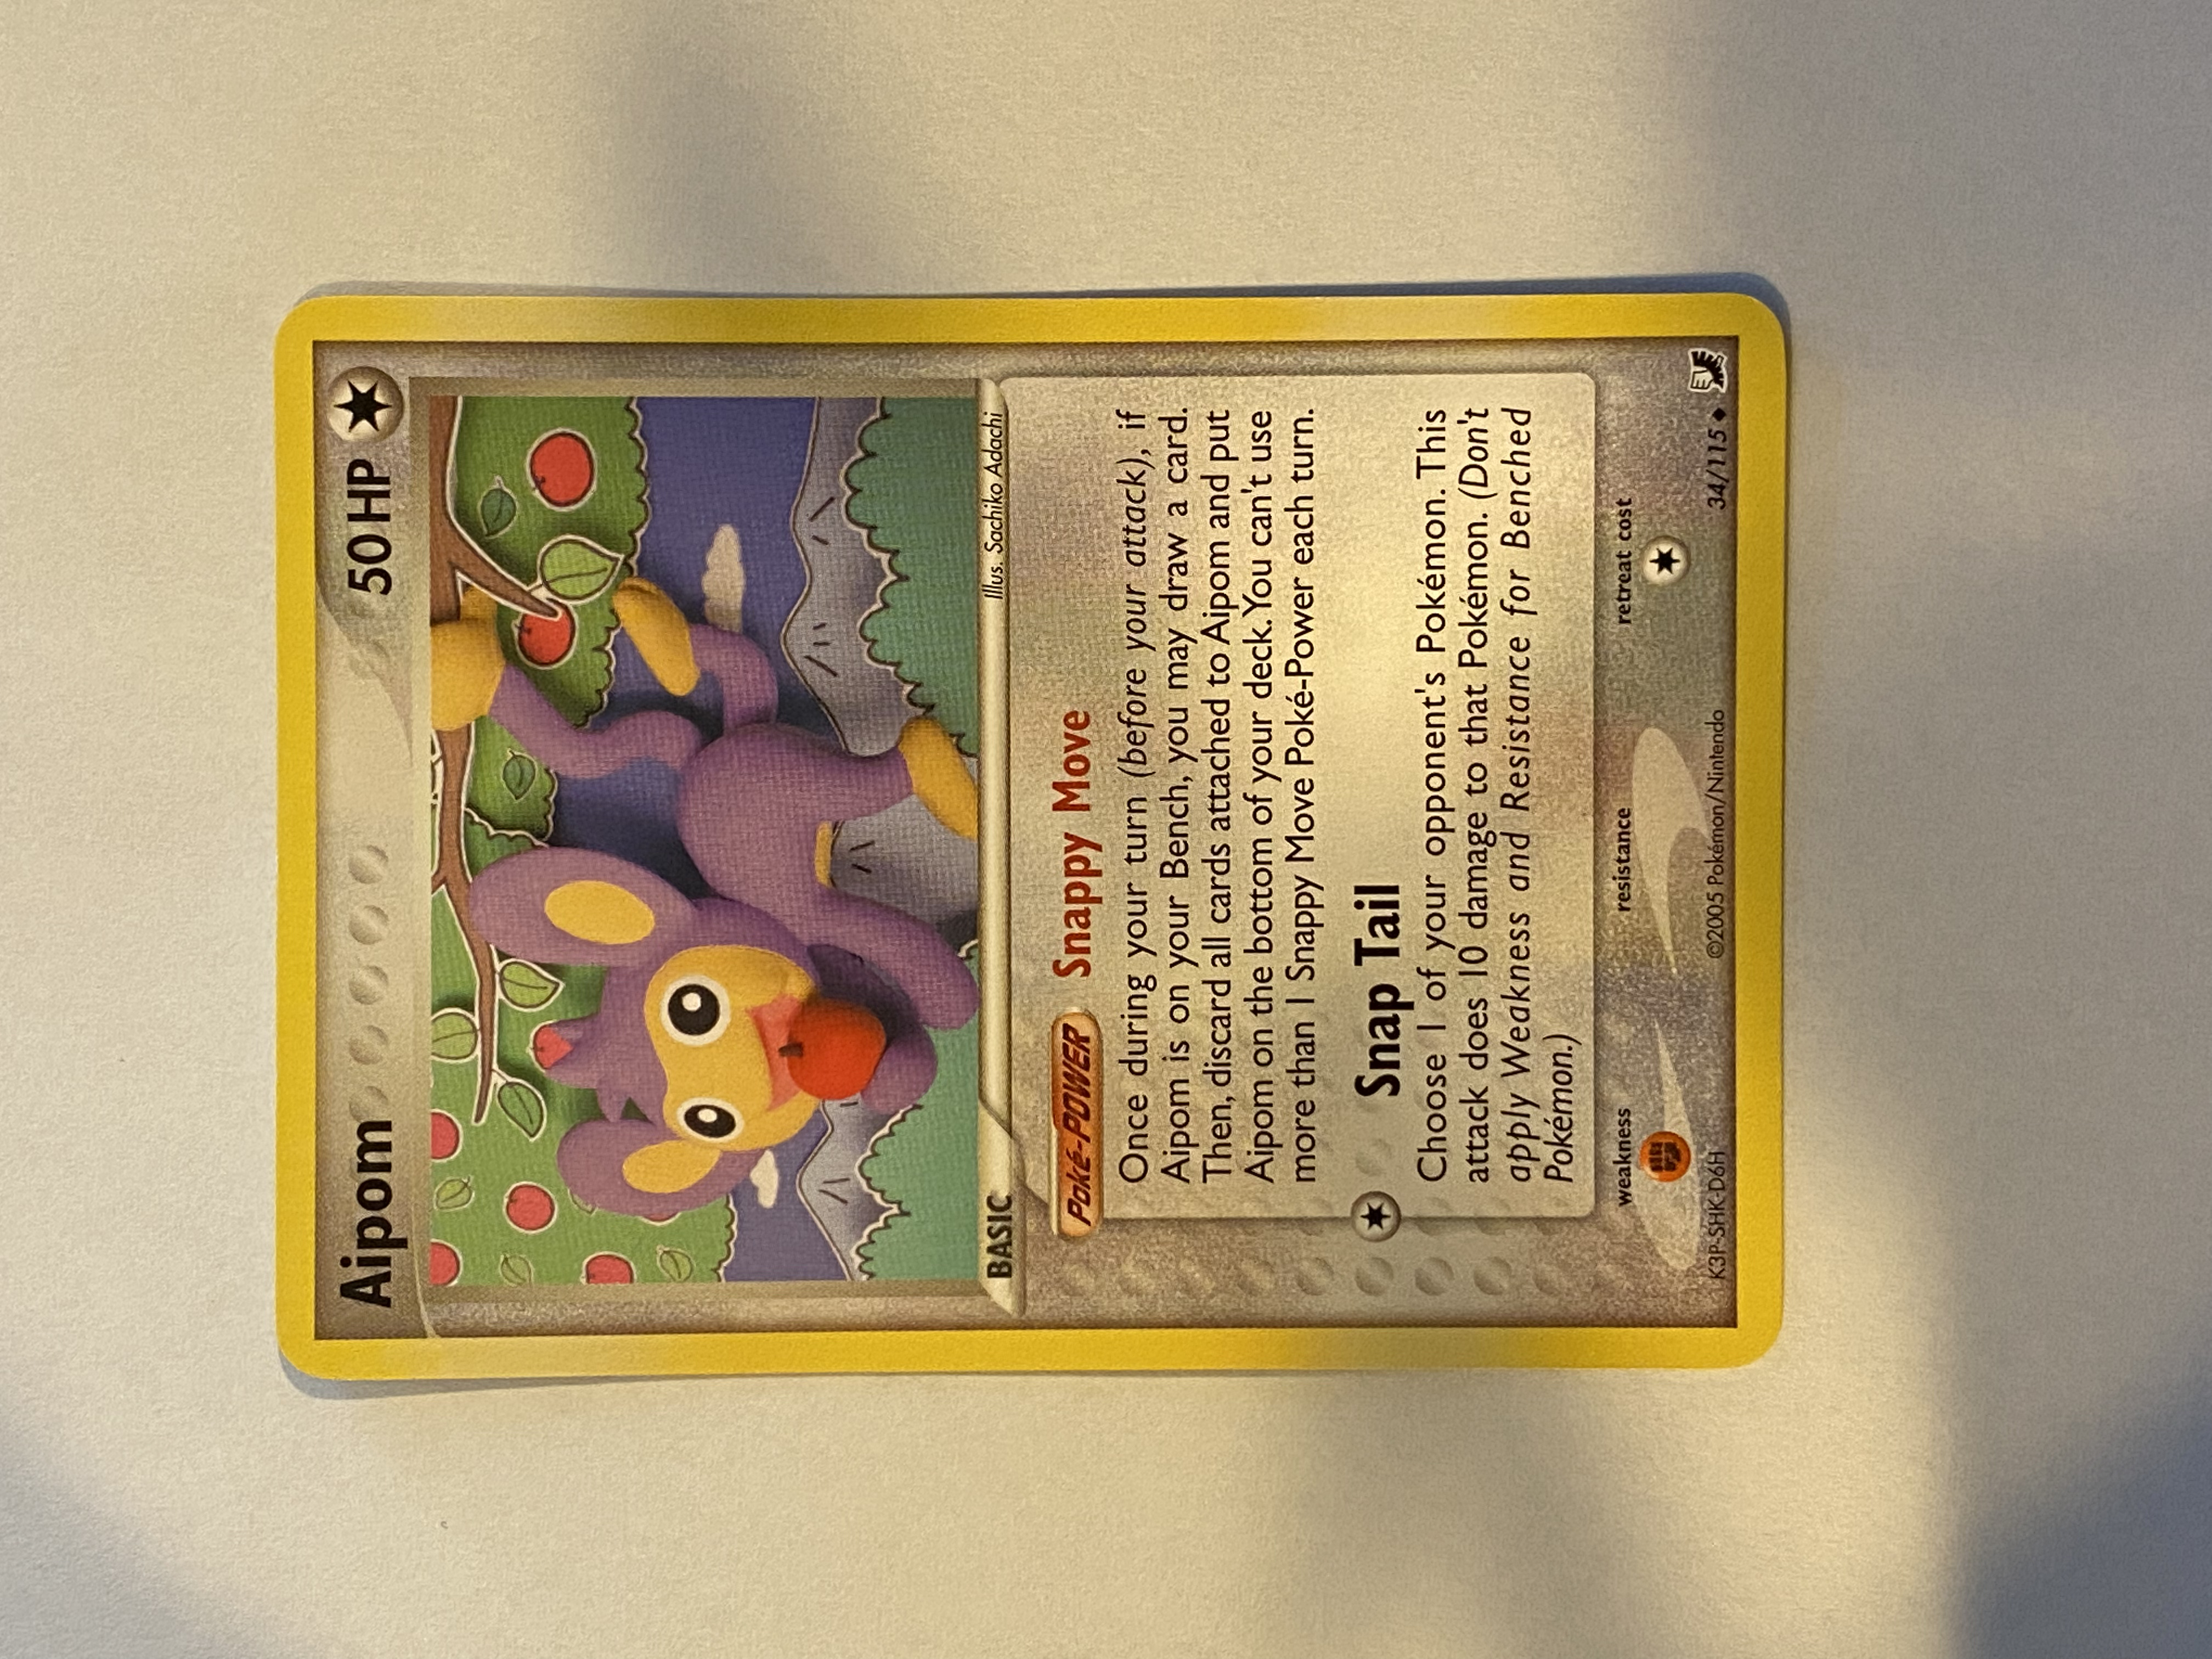 Aipom 50 HP
BASIC Illus. Sachiko Adachi
Poké-POWER Snappy Move
Once during your turn (before your attack), if
Aipom is on your Bench, you may draw a card.
Then, discard all cards attached to Aipom and put
Aipom on the bottom of your deck. You can't use
more than 1 Snappy Move Poké-Power each turn.
Snap Tail
Choose 1 of your opponent's Pokémon. This
attack does 10 damage to that Pokémon. (Don't
apply Weakness and Resistance for Benched
Pokémon.)
weakness resistance retreat cost
K3P-SHK-D6H ©2005 Pokémon/Nintendo 34/115